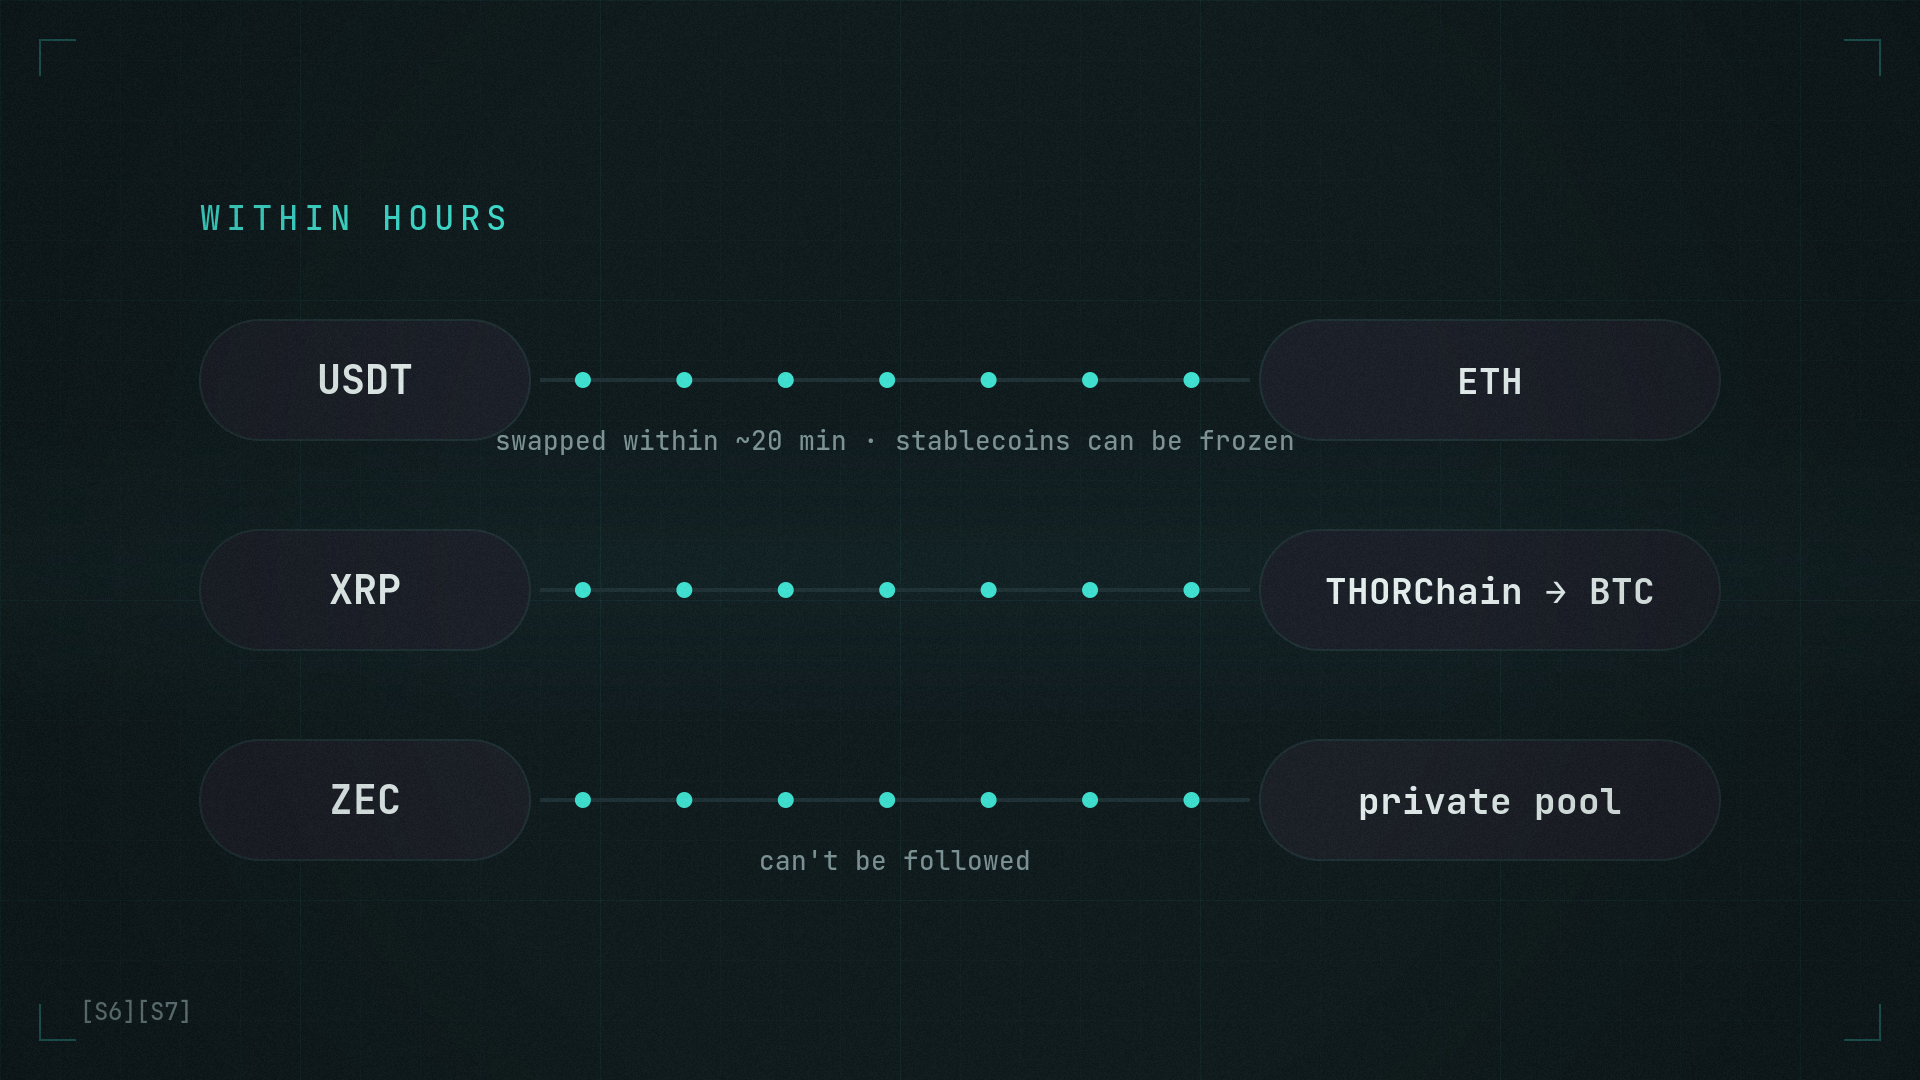 WITHIN HOURS
USDT
ETH
swapped within ~20 min · stablecoins can be frozen
XRP
THORChain → BTC
ZEC
private pool
can't be followed
[S6][S7]